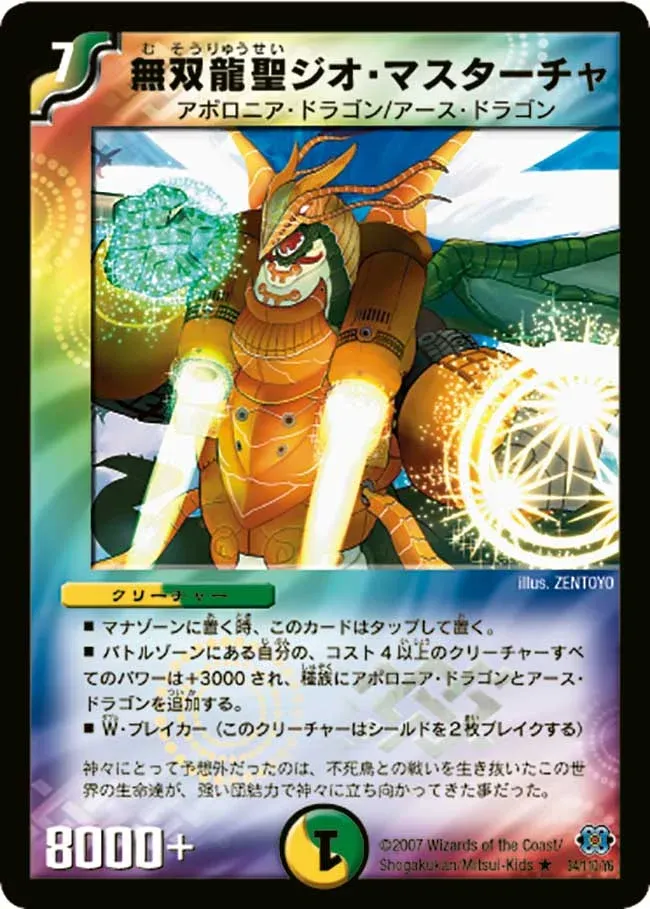 7
むそうりゅうせい
無双龍聖ジオ・マスターチャ
アポロニア・ドラゴン/アース・ドラゴン
illus. ZENTOYO
クリーチャー
■ マナゾーンに置く時、このカードはタップして置く。
■ バトルゾーンにある自分の、コスト4以上のクリーチャーすべ
てのパワーは+3000され、種族にアポロニア・ドラゴンとアース・
ドラゴンを追加する。
■ W・ブレイカー (このクリーチャーはシールドを2枚ブレイクする)
神々にとって予想外だったのは、不死鳥との戦いを生き抜いたこの世
界の生命達が、強い団結力で神々に立ち向かってきた事だった。
8000+
1
©2007 Wizards of the Coast/
Shogakukan/Mitsui-Kids ★ 34/110 Y6